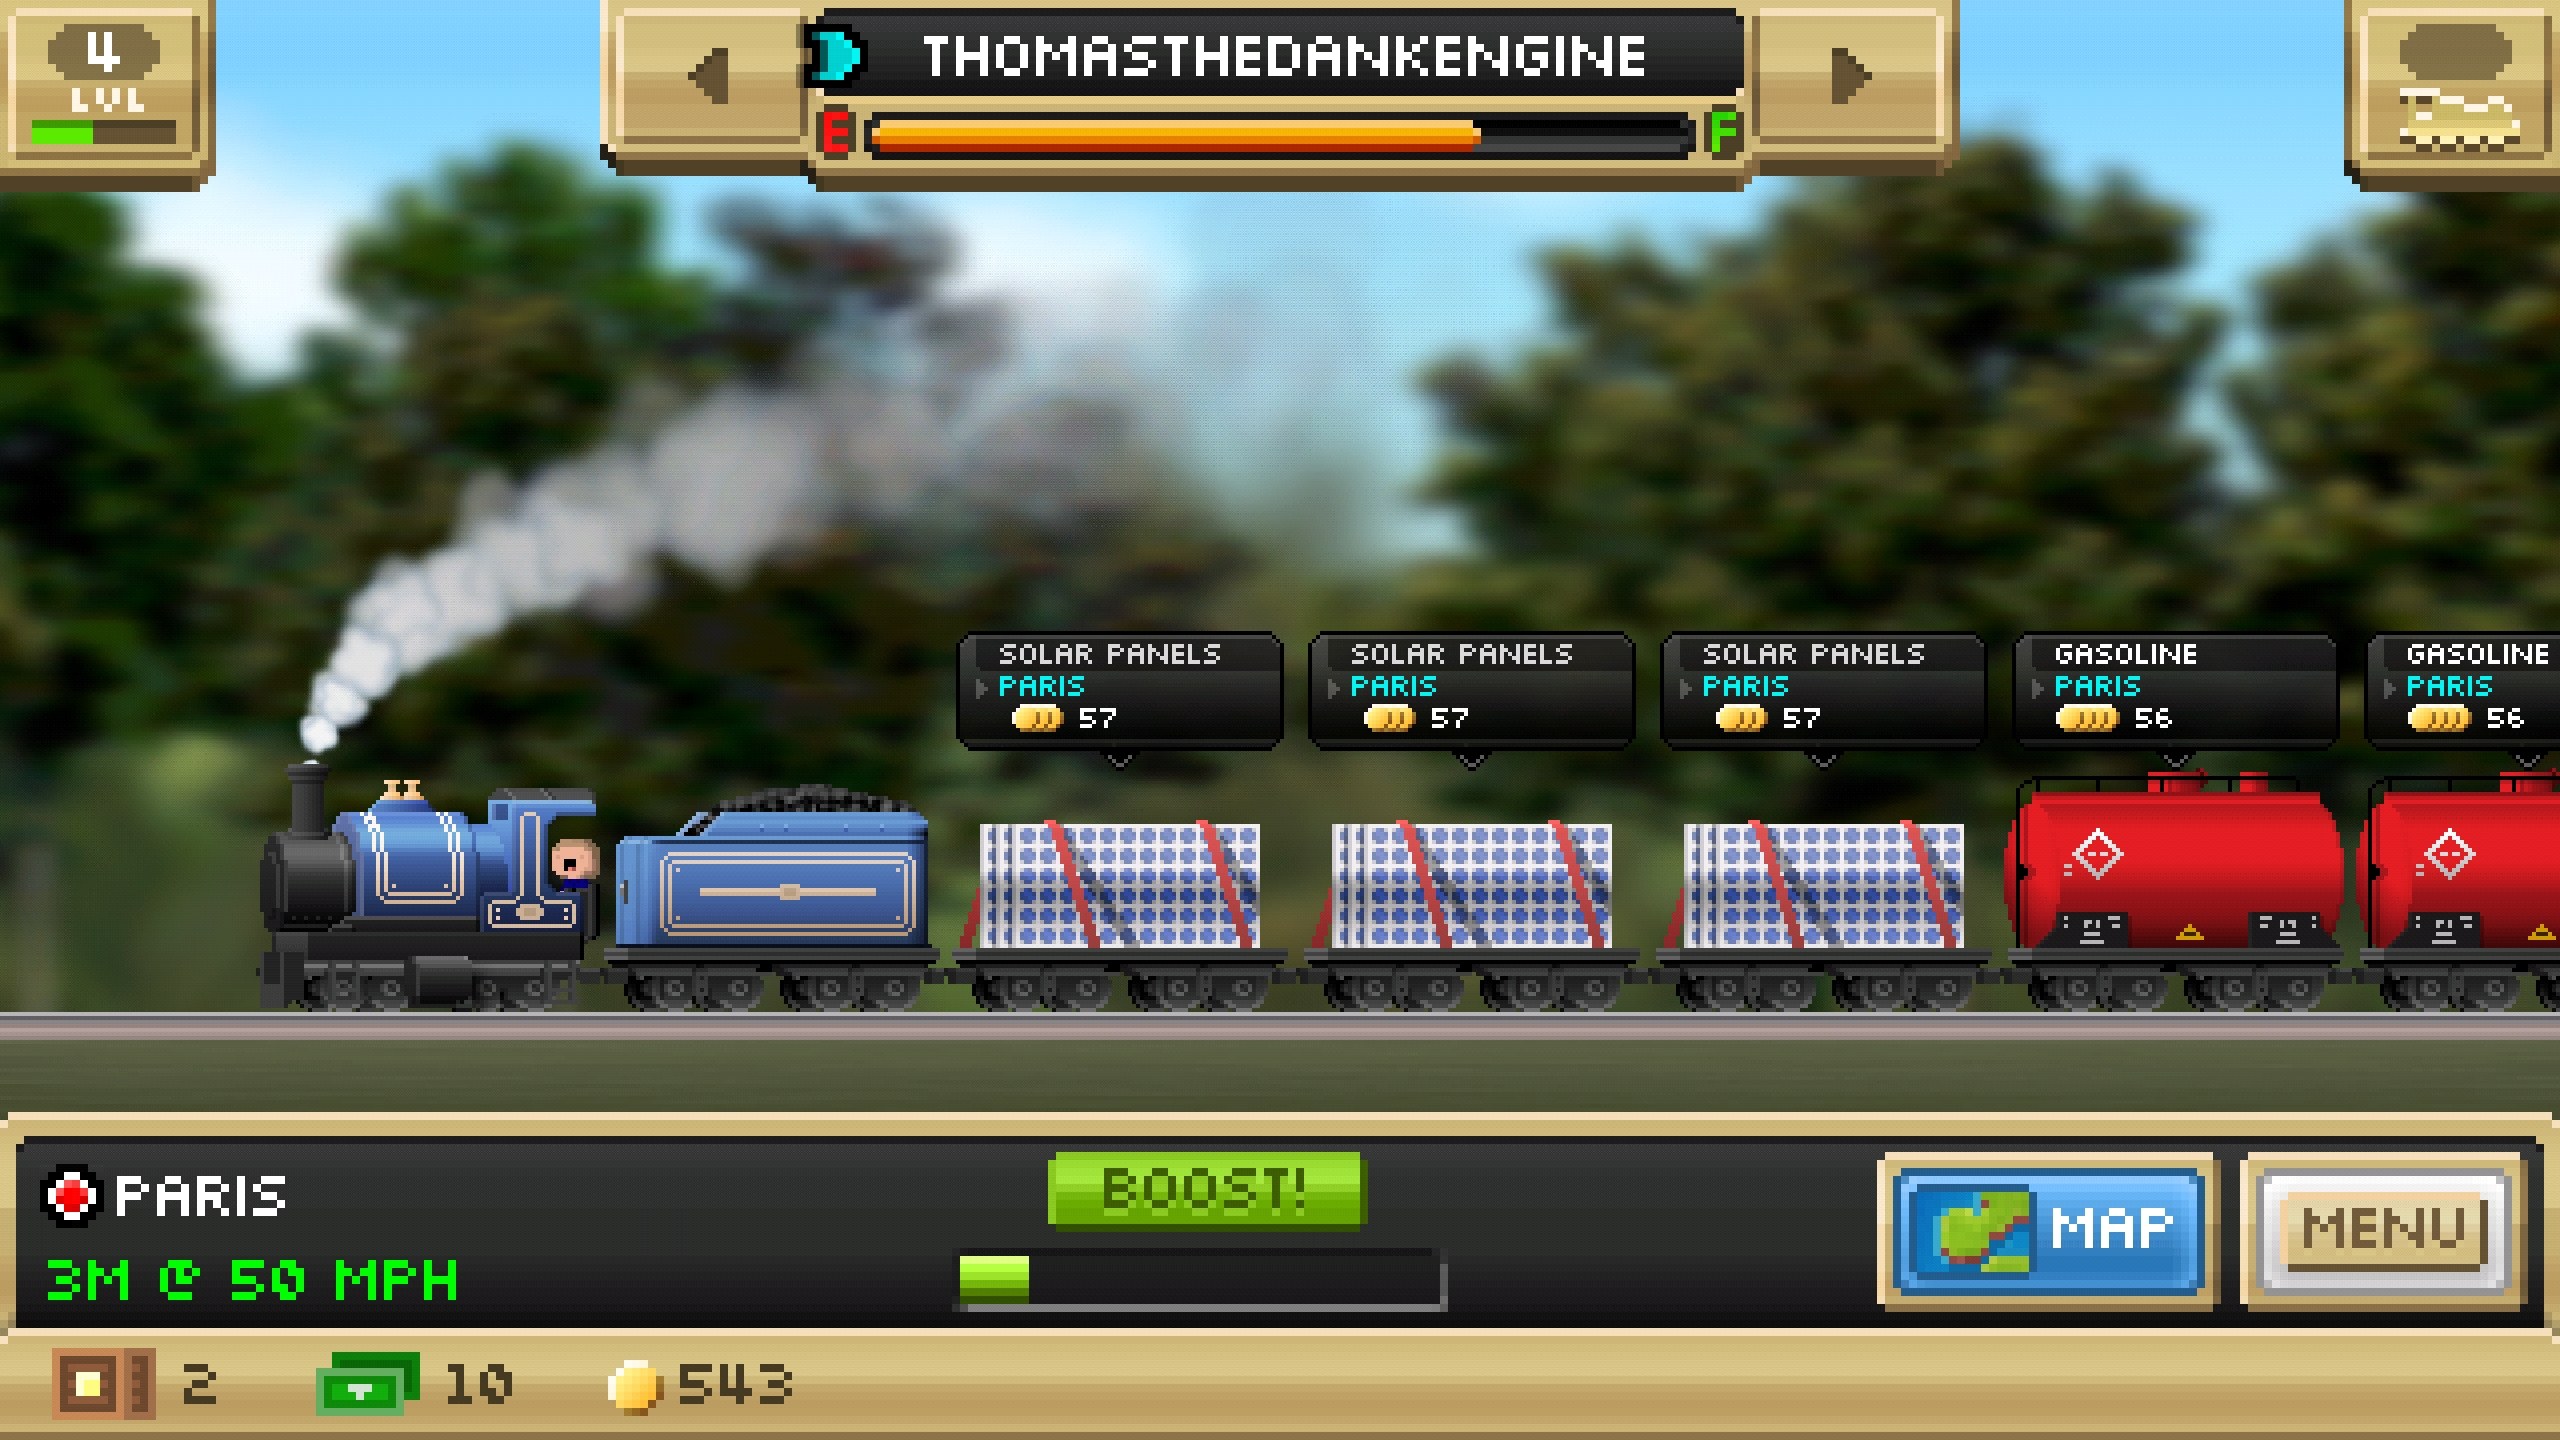 4
LVL
THOMASTHEDANKENGINE
E F
SOLAR PANELS
PARIS
57
SOLAR PANELS
PARIS
57
SOLAR PANELS
PARIS
57
GASOLINE
PARIS
56
GASOLINE
PARIS
56
PARIS
3M @ 50 MPH
BOOST!
MAP
MENU
2
10
543